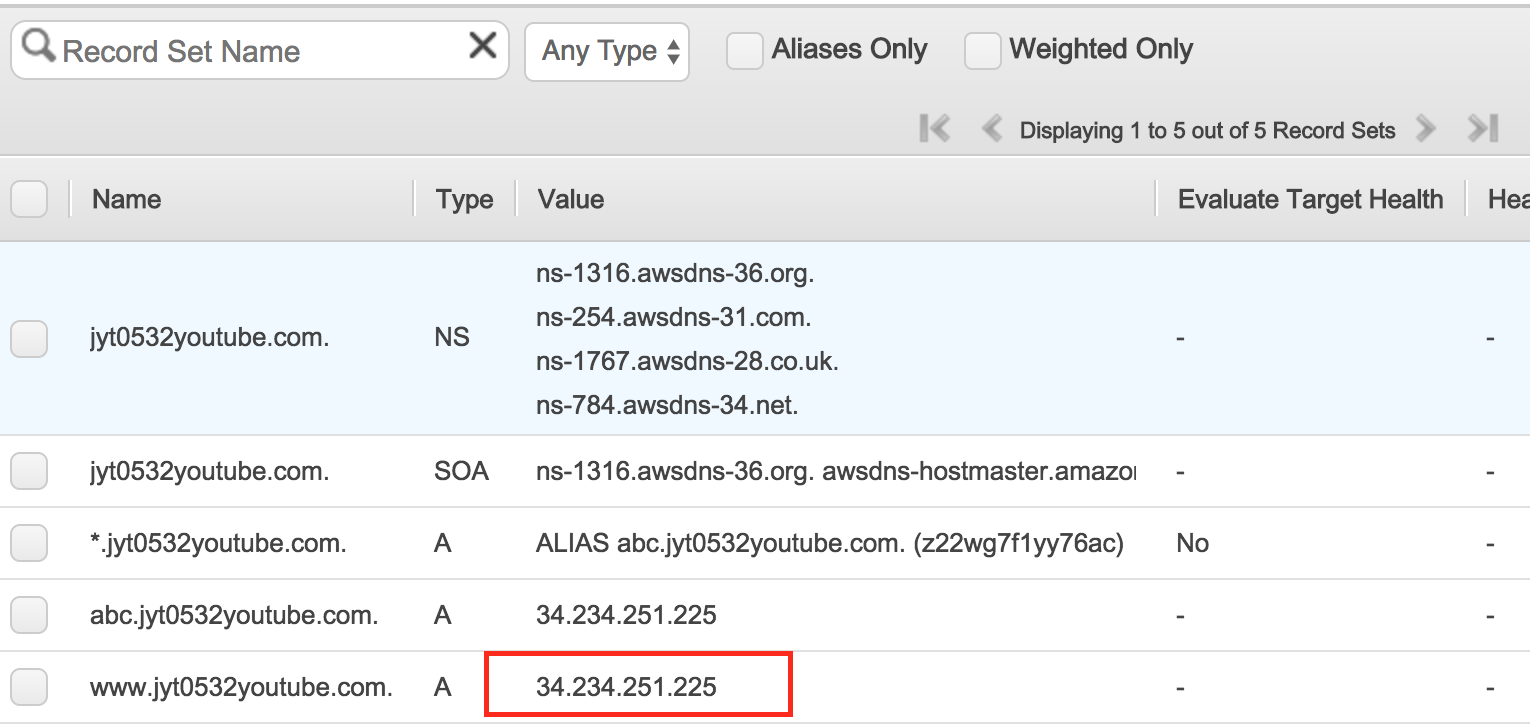 Record Set Name Any Type Aliases Only Weighted Only
Displaying 1 to 5 out of 5 Record Sets
Name Type Value Evaluate Target Health Hea
ns-1316.awsdns-36.org.
ns-254.awsdns-31.com.
jyt0532youtube.com. NS - -
ns-1767.awsdns-28.co.uk.
ns-784.awsdns-34.net.
jyt0532youtube.com. SOA ns-1316.awsdns-36.org. awsdns-hostmaster.amazon - -
*.jyt0532youtube.com. A ALIAS abc.jyt0532youtube.com. (z22wg7f1yy76ac) No -
abc.jyt0532youtube.com. A 34.234.251.225 - -
www.jyt0532youtube.com. A 34.234.251.225 - -